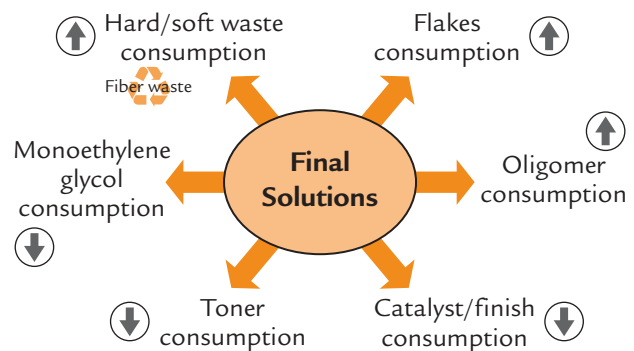 Hard/soft waste
consumption
Fiber waste
Flakes
consumption
Monoethylene
glycol
consumption
Final
Solutions
Oligomer
consumption
Toner
consumption
Catalyst/finish
consumption